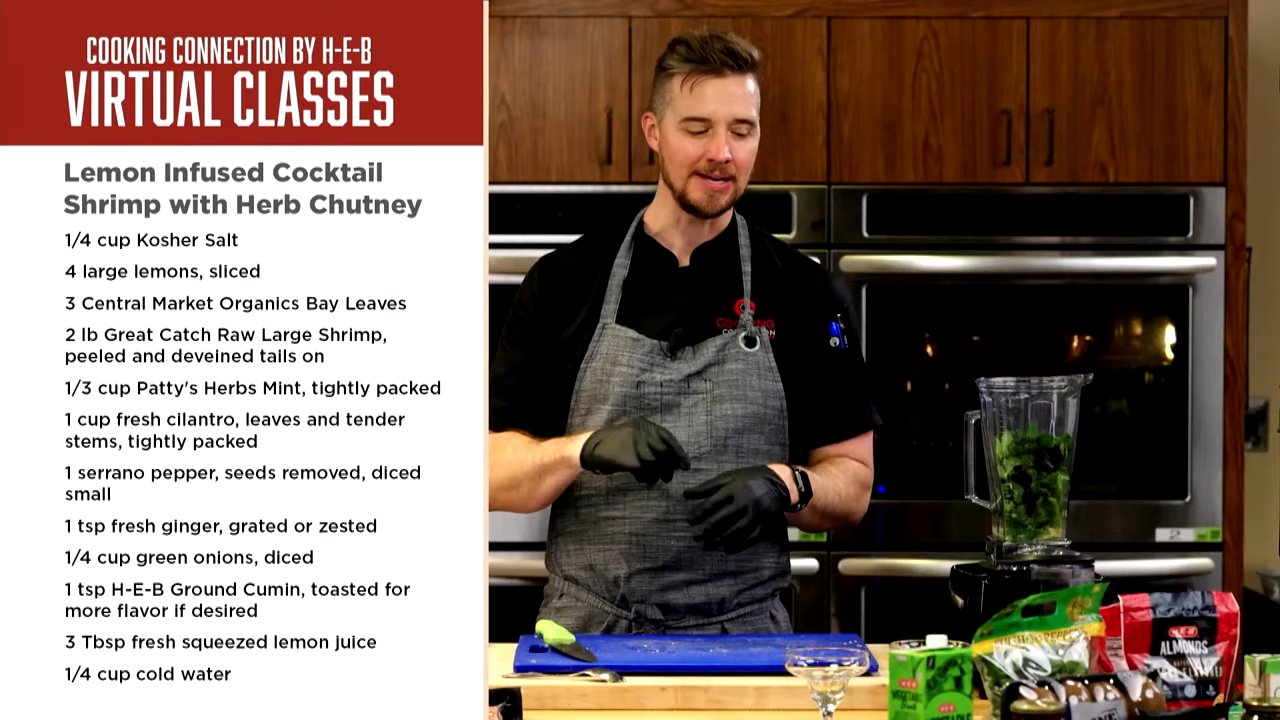 COOKING CONNECTION BY H-E-B
VIRTUAL CLASSES
Lemon Infused Cocktail
Shrimp with Herb Chutney
1/4 cup Kosher Salt
4 large lemons, sliced
3 Central Market Organics Bay Leaves
2 lb Great Catch Raw Large Shrimp,
peeled and deveined tails on
1/3 cup Patty's Herbs Mint, tightly packed
1 cup fresh cilantro, leaves and tender
stems, tightly packed
1 serrano pepper, seeds removed, diced
small
1 tsp fresh ginger, grated or zested
1/4 cup green onions, diced
1 tsp H-E-B Ground Cumin, toasted for
more flavor if desired
3 Tbsp fresh squeezed lemon juice
1/4 cup cold water
2
H-E-B
ALMONDS